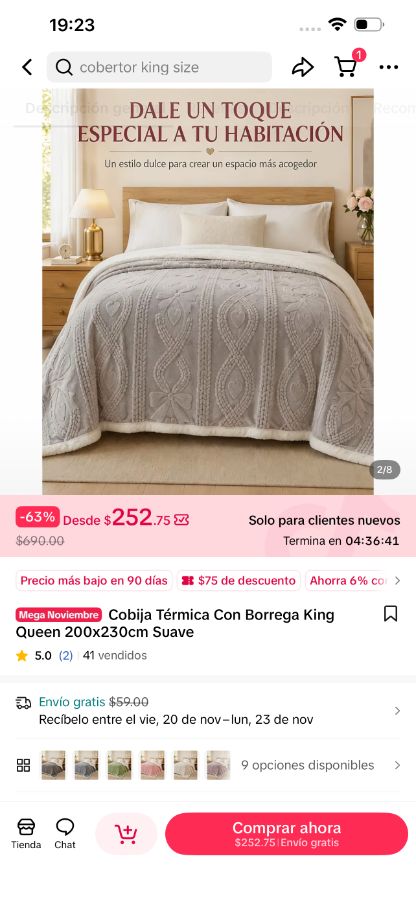 19:23
cobertor king size
1
DALE UN TOQUE
ESPECIAL A TU HABITACIÓN
Un estilo dulce para crear un espacio más acogedor
2/8
-63% Desde $252.75
Solo para clientes nuevos
$690.00
Termina en 04:36:41
Precio más bajo en 90 días
$75 de descuento
Ahorra 6% co
Mega Noviembre Cobija Térmica Con Borrega King
Queen 200x230cm Suave
5.0 (2) 41 vendidos
Envío gratis $59.00
Recíbelo entre el vie, 20 de nov–lun, 23 de nov
9 opciones disponibles
Tienda
Chat
Comprar ahora
$252.75|Envío gratis